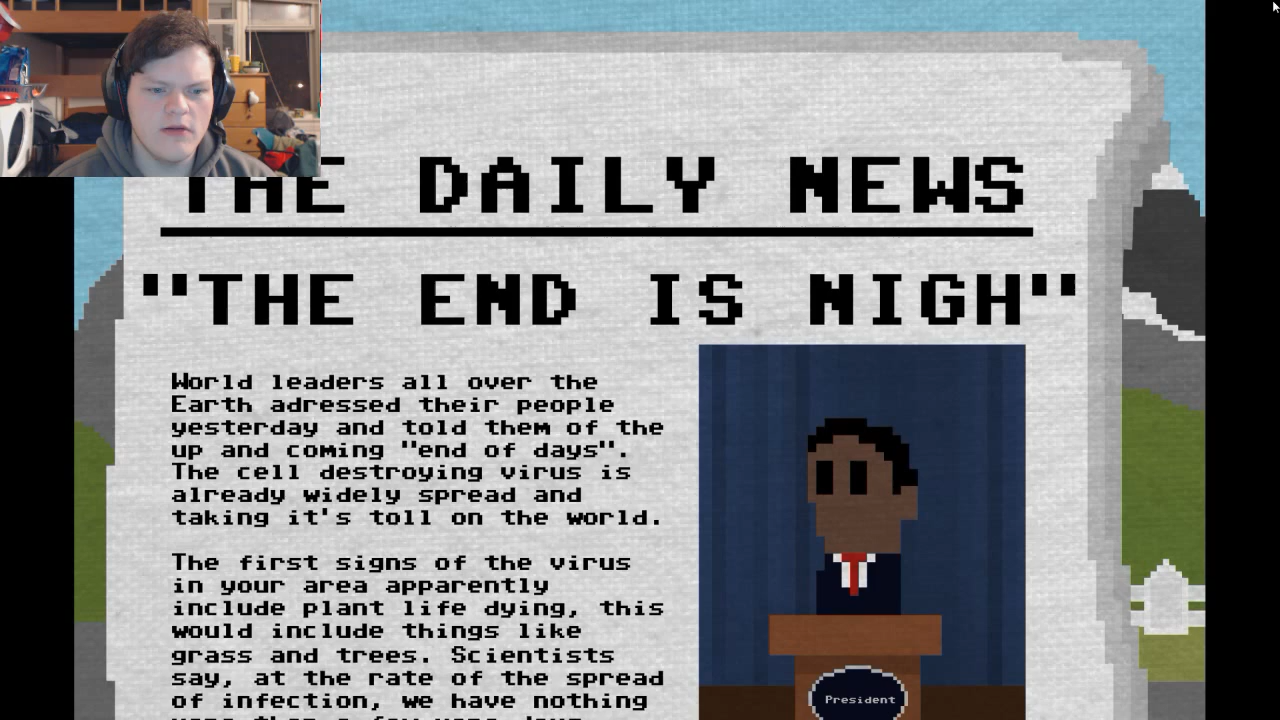 THE DAILY NEWS
"THE END IS NIGH"
World leaders all over the
Earth adressed their people
yesterday and told them of the
up and coming "end of days".
The cell destroying virus is
already widely spread and
taking it's toll on the world.
The first signs of the virus
in your area apparently
include plant life dying, this
would include things like
grass and trees. Scientists
say, at the rate of the spread
of infection, we have nothing
President